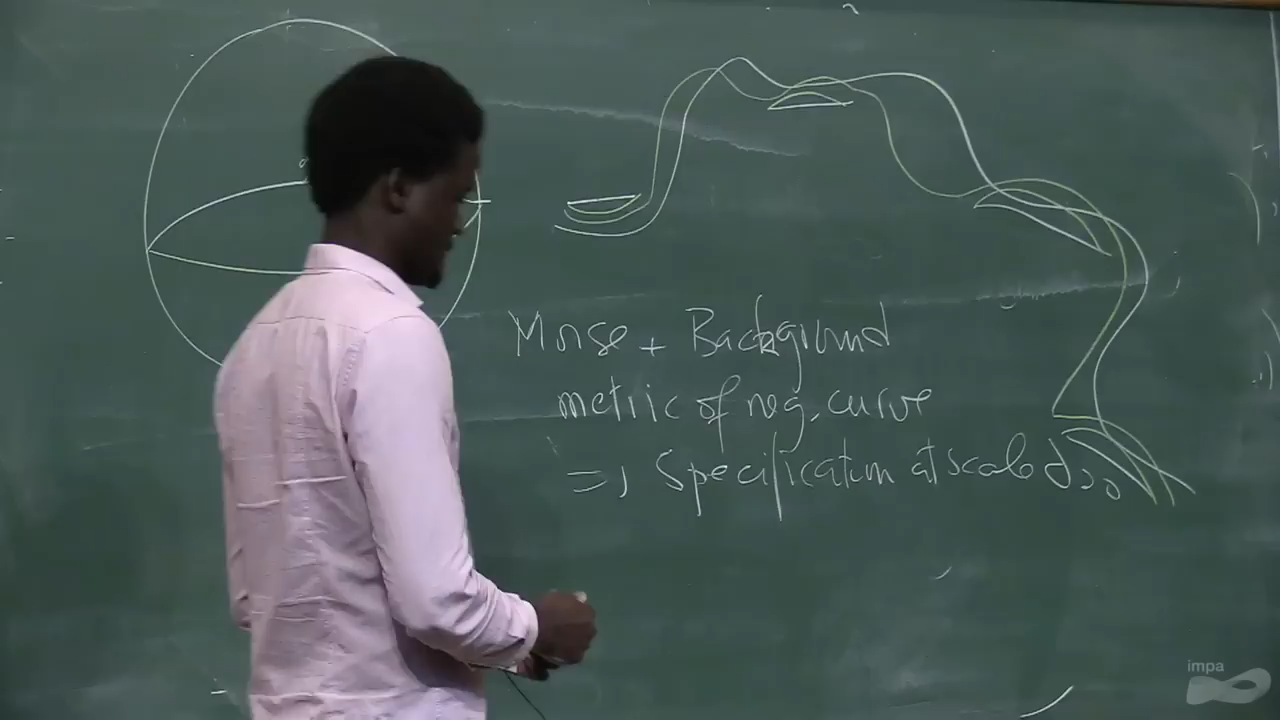 Morse + Background
metric of neg. curve
=> Specification at scale δ>0
impa